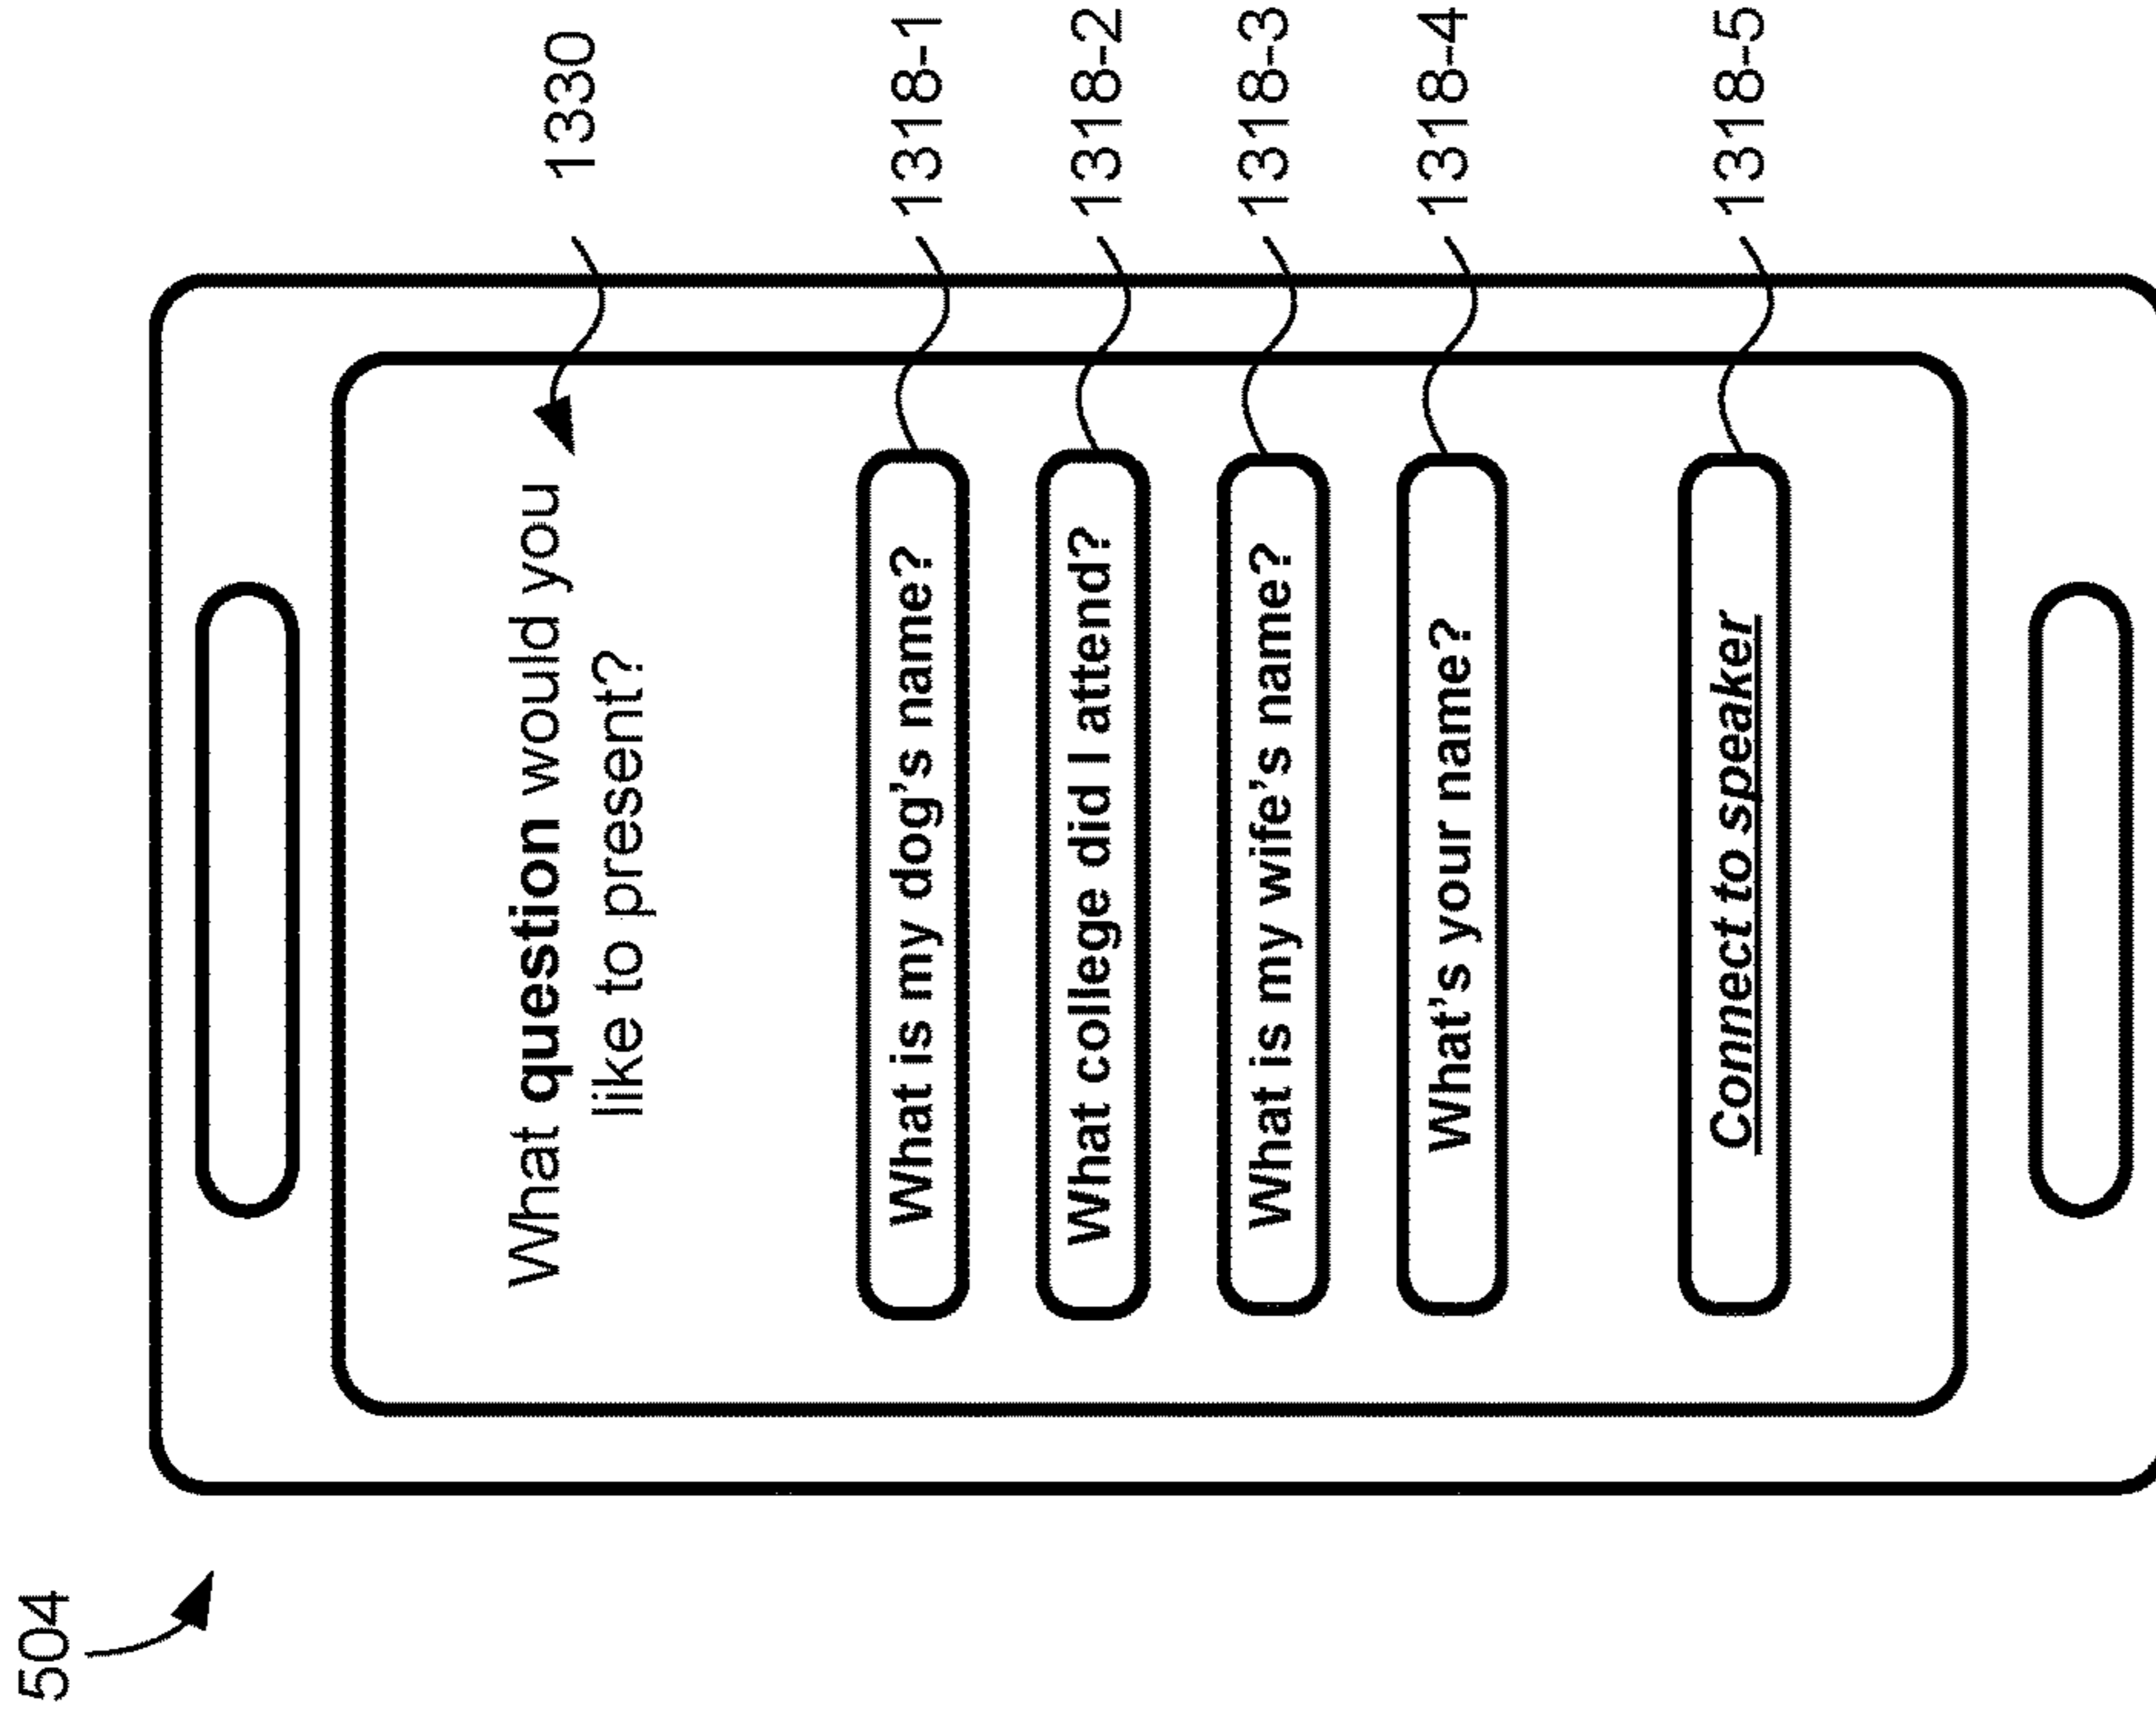 504
What question would you
like to present?
1330
What is my dog's name?
1318-1
What college did I attend?
1318-2
What is my wife's name?
1318-3
What's your name?
1318-4
Connect to speaker
1318-5